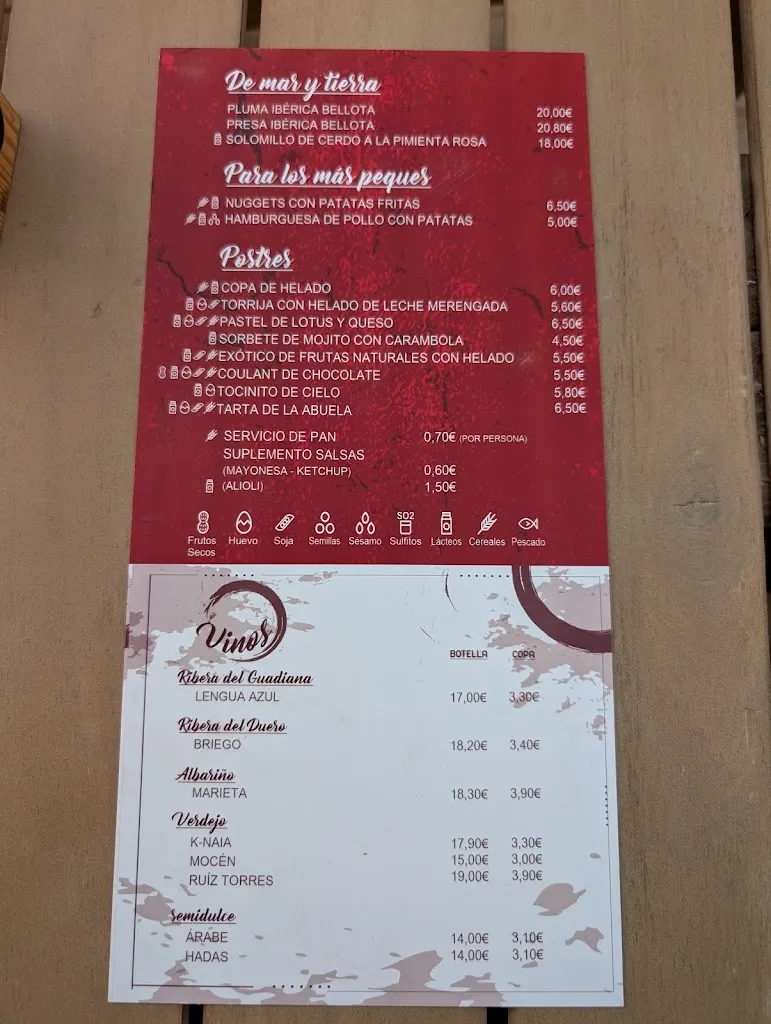 De mar y tierra
PLUMA IBÉRICA BELLOTA 20,00€
PRESA IBÉRICA BELLOTA 20,80€
SOLOMILLO DE CERDO A LA PIMIENTA ROSA 18,00€
Para los más peques
NUGGETS CON PATATAS FRITAS 6,50€
HAMBURGUESA DE POLLO CON PATATAS 5,00€
Postres
COPA DE HELADO 6,00€
TORRIJA CON HELADO DE LECHE MERENGADA 5,60€
PASTEL DE LOTUS Y QUESO 6,50€
SORBETE DE MOJITO CON CARAMBOLA 4,50€
EXÓTICO DE FRUTAS NATURALES CON HELADO 5,50€
COULANT DE CHOCOLATE 5,50€
TOCINITO DE CIELO 5,80€
TARTA DE LA ABUELA 6,50€
SERVICIO DE PAN 0,70€ (POR PERSONA)
SUPLEMENTO SALSAS
(MAYONESA - KETCHUP) 0,60€
(ALIOLI) 1,50€
SO2
Frutos Secos Huevo Soja Semillas Sésamo Sulfitos Lácteos Cereales Pescado
Vinos
BOTELLA COPA
Ribera del Guadiana
LENGUA AZUL 17,00€ 3,30€
Ribera del Duero
BRIEGO 18,20€ 3,40€
Albariño
MARIETA 18,30€ 3,90€
Verdejo
K-NAIA 17,90€ 3,30€
MOCÉN 15,00€ 3,00€
RUÍZ TORRES 19,00€ 3,90€
semidulce
ÁRABE 14,00€ 3,10€
HADAS 14,00€ 3,10€